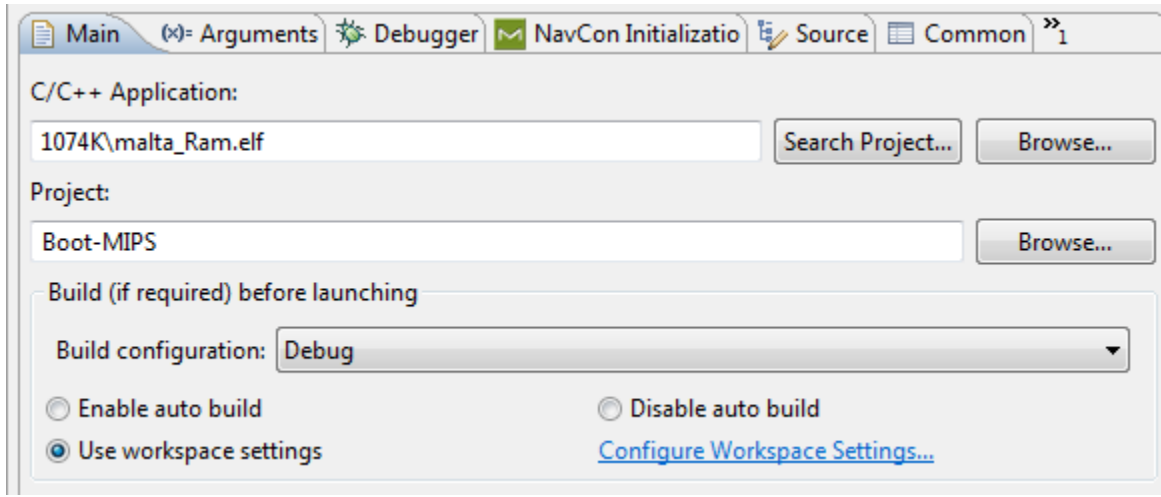 Main (x)= Arguments Debugger NavCon Initializatio Source Common »1
C/C++ Application:
1074K\malta_Ram.elf Search Project... Browse...
Project:
Boot-MIPS Browse...
Build (if required) before launching
Build configuration: Debug
Enable auto build Disable auto build
Use workspace settings Configure Workspace Settings...